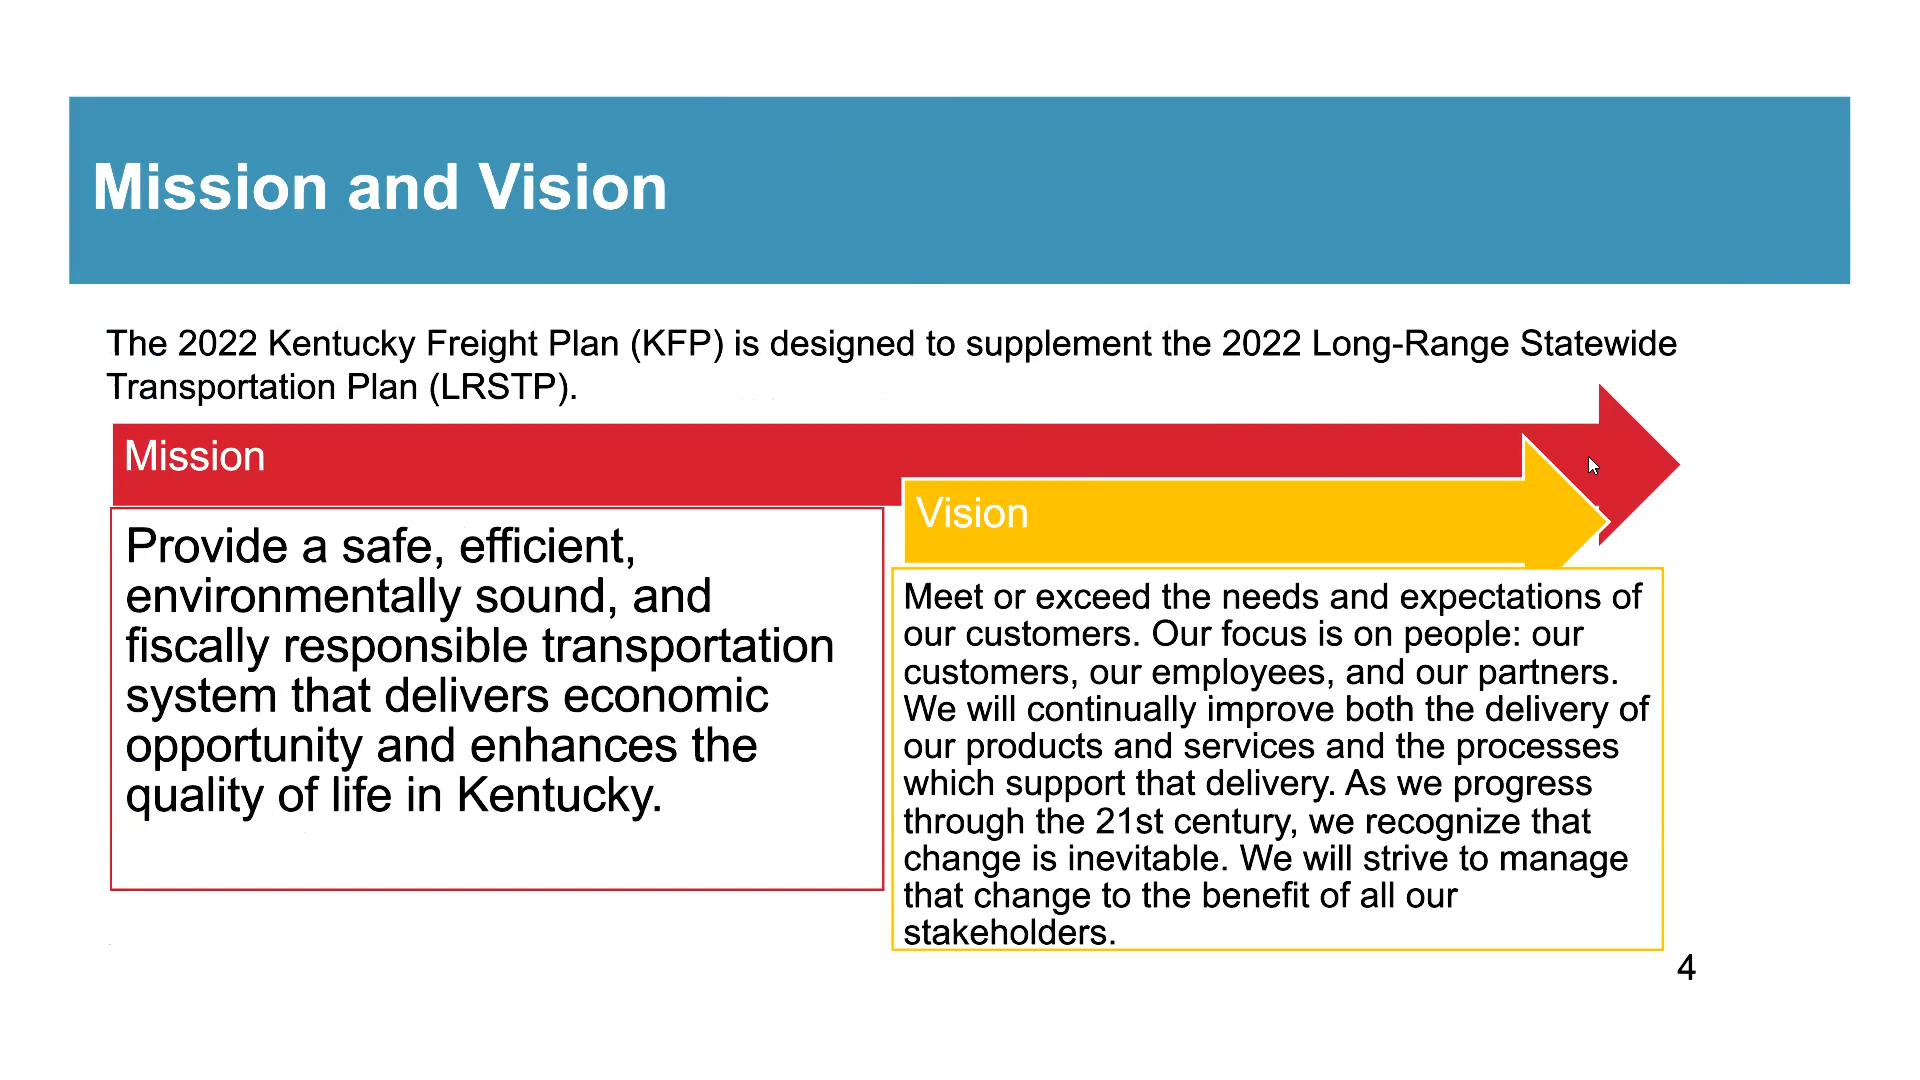 Mission and Vision
The 2022 Kentucky Freight Plan (KFP) is designed to supplement the 2022 Long-Range Statewide
Transportation Plan (LRSTP).
Mission
Provide a safe, efficient,
environmentally sound, and
fiscally responsible transportation
system that delivers economic
opportunity and enhances the
quality of life in Kentucky.
Vision
Meet or exceed the needs and expectations of
our customers. Our focus is on people: our
customers, our employees, and our partners.
We will continually improve both the delivery of
our products and services and the processes
which support that delivery. As we progress
through the 21st century, we recognize that
change is inevitable. We will strive to manage
that change to the benefit of all our
stakeholders.
4